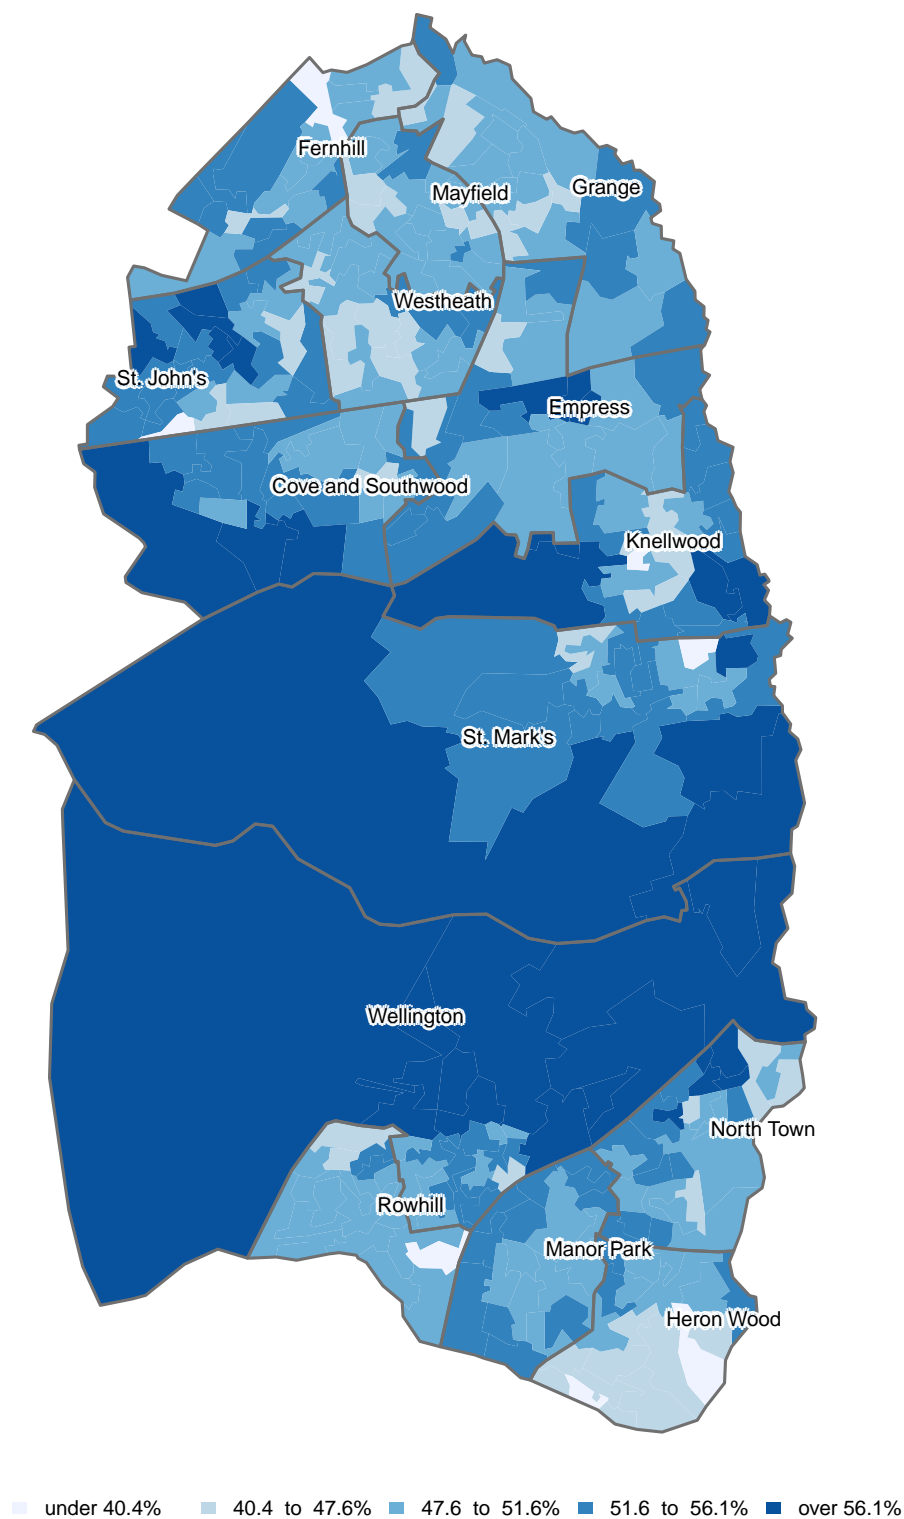 Fernhill
Mayfield
Grange
Westheath
St. John's
Empress
Cove and Southwood
Knellwood
St. Mark's
Wellington
North Town
Rowhill
Manor Park
Heron Wood
under 40.4% 40.4 to 47.6% 47.6 to 51.6% 51.6 to 56.1% over 56.1%